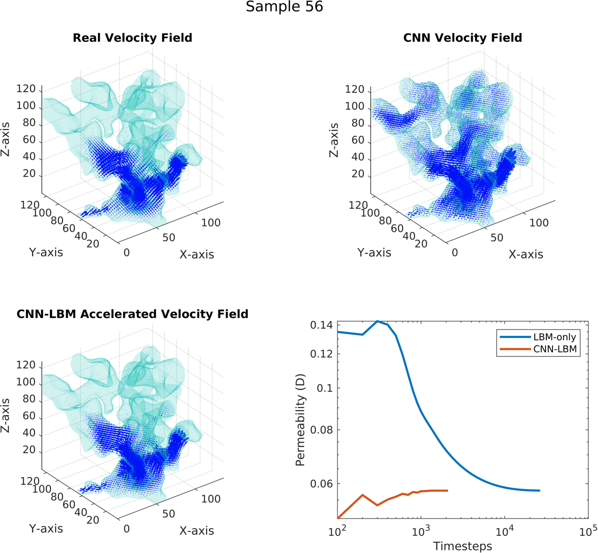 Sample 56
Real Velocity Field
CNN Velocity Field
120
100
80
60
40
20
Z-axis
120
100
80
60
40
20
Y-axis
0
50
100
X-axis
120
100
80
60
40
20
Z-axis
120
100
80
60
40
20
Y-axis
0
50
100
X-axis
CNN-LBM Accelerated Velocity Field
120
100
80
60
40
20
Z-axis
120
100
80
60
40
20
Y-axis
0
50
100
X-axis
0.14
0.12
0.1
0.08
0.06
Permeability (D)
LBM-only
CNN-LBM
10² 10³ 10⁴ 10⁵
Timesteps